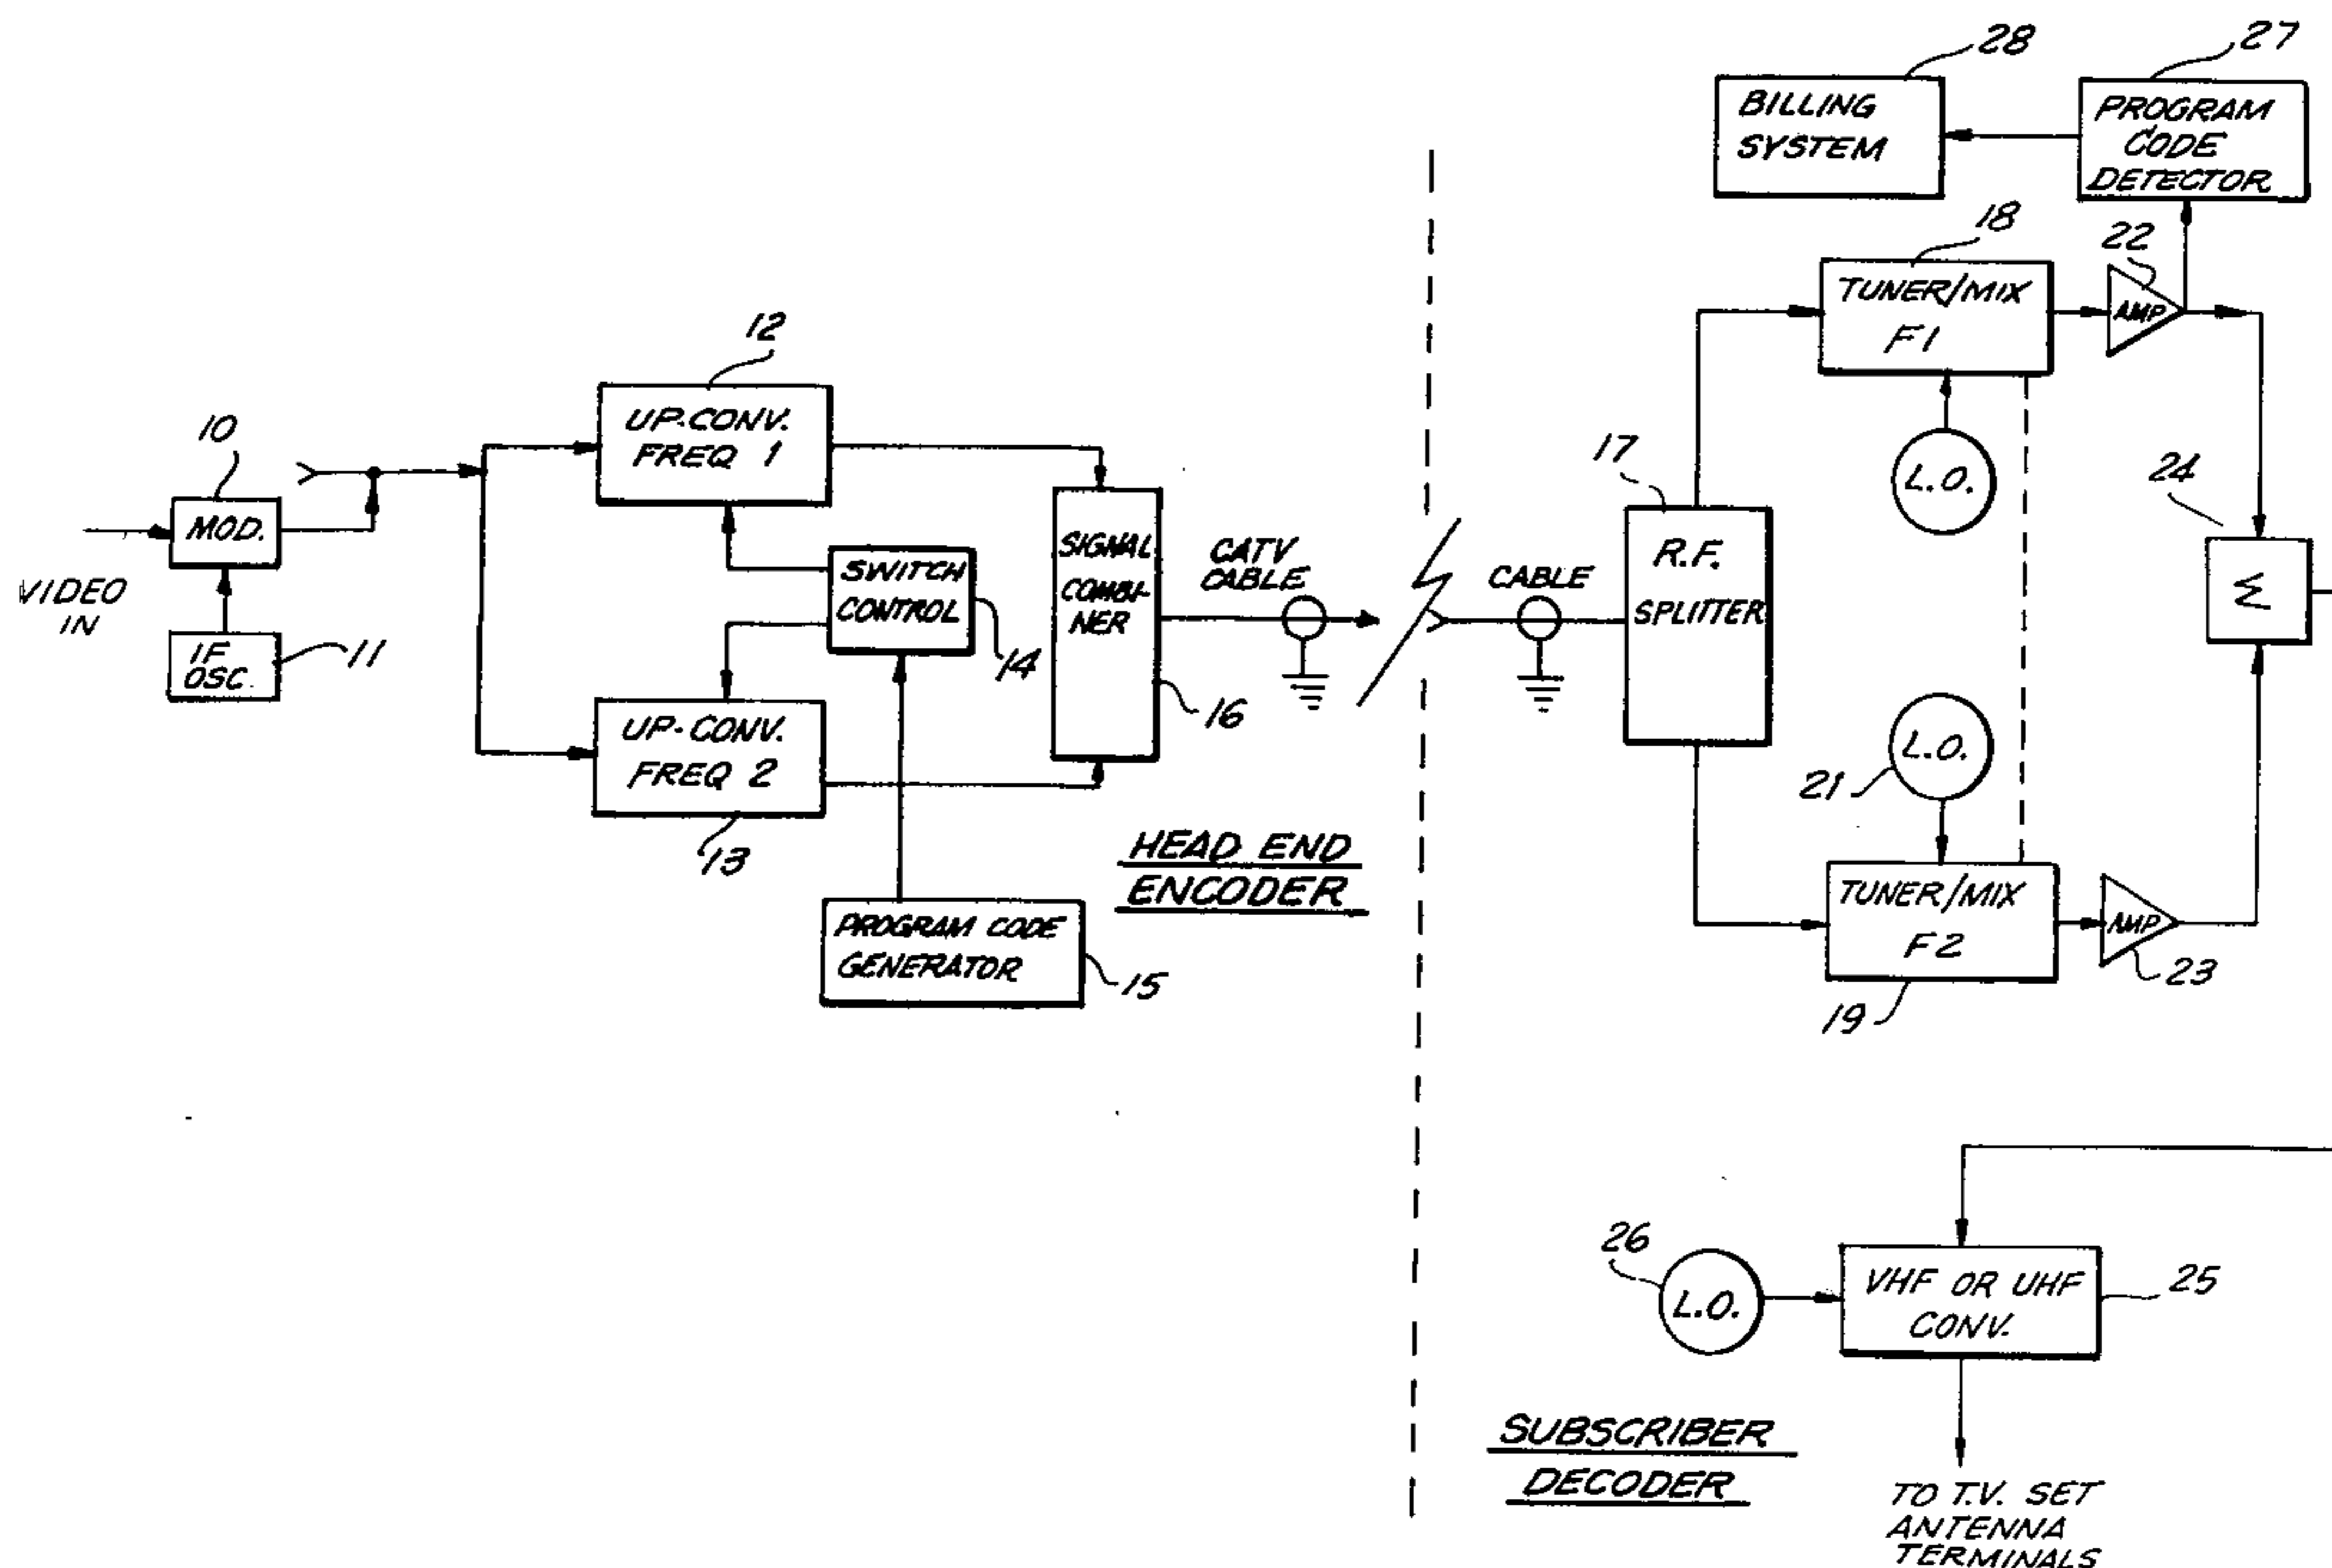 28
27
BILLING
SYSTEM
PROGRAM
CODE
DETECTOR
18
22
TUNER/MIX
F1
AMP
12
UP-CONV.
FREQ 1
10
MOD.
VIDEO
IN
IF
OSC.
11
SWITCH
CONTROL
14
SIGNAL
COMBI-
NER
16
CATV
CABLE
CABLE
17
R.F.
SPLITTER
L.O.
24
Σ
UP-CONV.
FREQ 2
13
L.O.
21
HEAD END
ENCODER
PROGRAM CODE
GENERATOR
15
TUNER/MIX
F2
AMP
23
19
26
L.O.
VHF OR UHF
CONV.
25
SUBSCRIBER
DECODER
TO T.V. SET
ANTENNA
TERMINALS